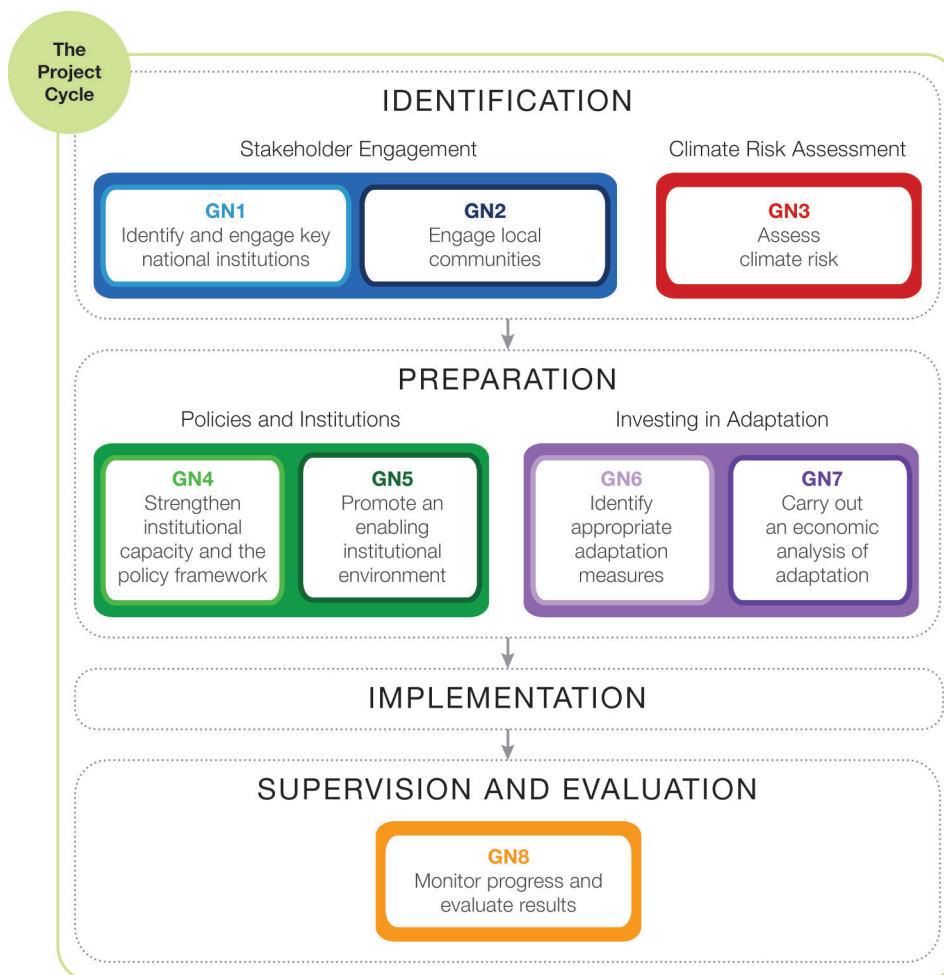 The
Project
Cycle
IDENTIFICATION
Stakeholder Engagement
Climate Risk Assessment
GN1
Identify and engage key
national institutions
GN2
Engage local
communities
GN3
Assess
climate risk
PREPARATION
Policies and Institutions
Investing in Adaptation
GN4
Strengthen
institutional
capacity and the
policy framework
GN5
Promote an
enabling
institutional
environment
GN6
Identify
appropriate
adaptation
measures
GN7
Carry out
an economic
analysis of
adaptation
IMPLEMENTATION
SUPERVISION AND EVALUATION
GN8
Monitor progress and
evaluate results